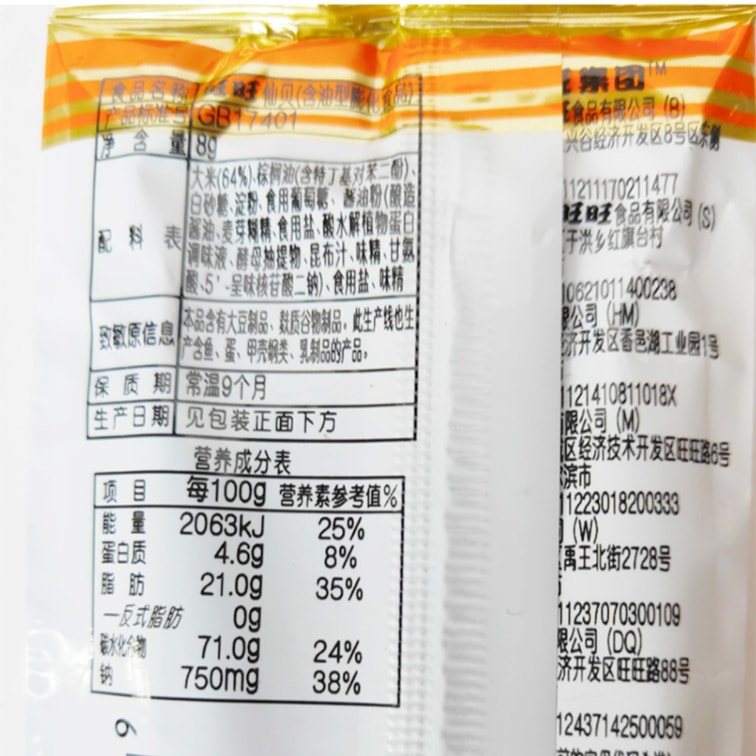 食品名称 旺旺仙贝(含油型膨化食品)
产品标准号 GB17401
净含量 8g
配料表 大米(64%)、棕榈油(含特丁基对苯二酚)、
白砂糖、淀粉、食用葡萄糖、酱油粉(酿造
酱油、麦芽糊精、食用盐、酸水解植物蛋白
调味液、酵母抽提物、昆布汁、味精、甘氨
酸、5'-呈味核苷酸二钠)、食用盐、味精
致敏原信息 本品含有大豆制品、麸质谷物制品。此生产线也生
产含鱼、蛋、甲壳纲类、乳制品的产品。
保质期 常温9个月
生产日期 见包装正面下方
营养成分表
项目 每100g 营养素参考值%
能量 2063kJ 25%
蛋白质 4.6g 8%
脂肪 21.0g 35%
—反式脂肪 0g
碳水化合物 71.0g 24%
钠 750mg 38%
6
集团TM
食品有限公司(B)
兴谷经济开发区8号区东侧
11211170211477
旺旺食品有限公司(S)
于洪乡红旗台村
10621011400238
公司(HM)
济开发区香邑湖工业园1号
1121410811018X
限公司(M)
区经济技术开发区旺旺路6号
滨市
11223018200333
(W)
禹王北街2728号
11237070300109
限公司(DQ)
济开发区旺旺路88号
12437142500059